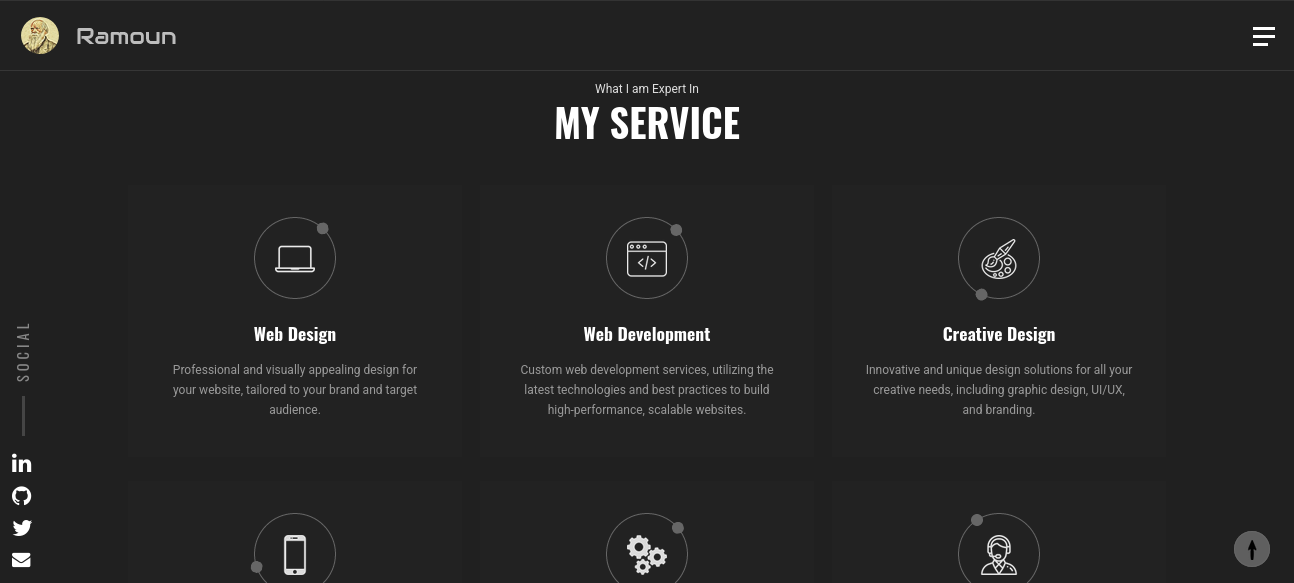 Ramoun
What I am Expert In
MY SERVICE
Web Design
Professional and visually appealing design for
your website, tailored to your brand and target
audience.
Web Development
Custom web development services, utilizing the
latest technologies and best practices to build
high-performance, scalable websites.
Creative Design
Innovative and unique design solutions for all your
creative needs, including graphic design, UI/UX,
and branding.
SOCIAL